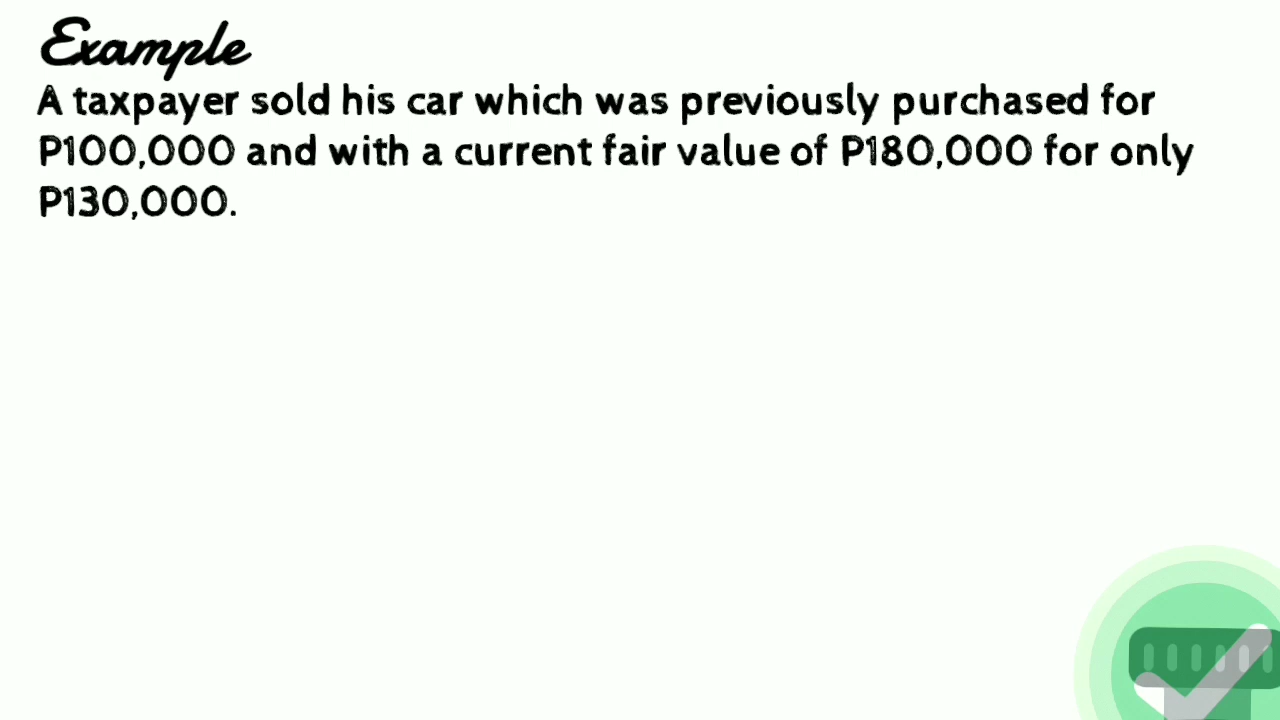 Example
A taxpayer sold his car which was previously purchased for
P100,000 and with a current fair value of P180,000 for only
P130,000.